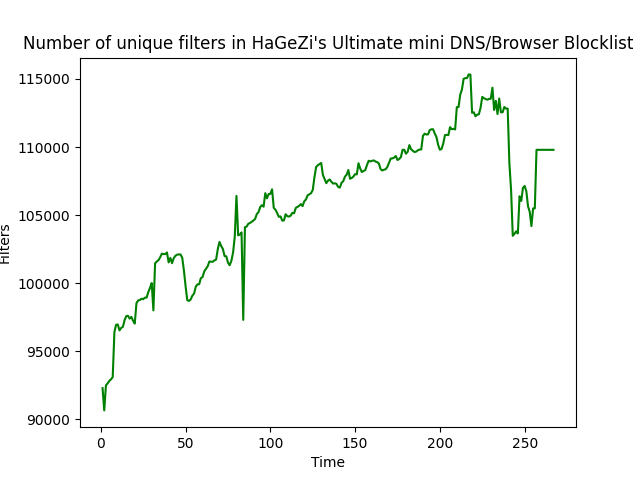 Number of unique filters in HaGeZi's Ultimate mini DNS/Browser Blocklist
115000
110000
105000
100000
95000
90000
Filters
0 50 100 150 200 250
Time